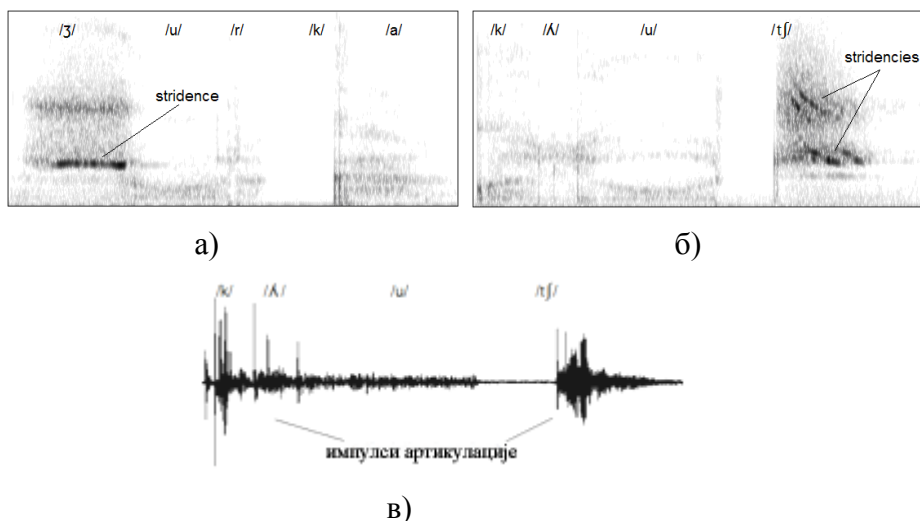 /ʒ/ /u/ /r/ /k/ /a/
stridence
а)
/k/ /ʎ/ /u/ /tʃ/
stridencies
б)
/k/ /ʎ/ /u/ /tʃ/
импулси артикулације
в)